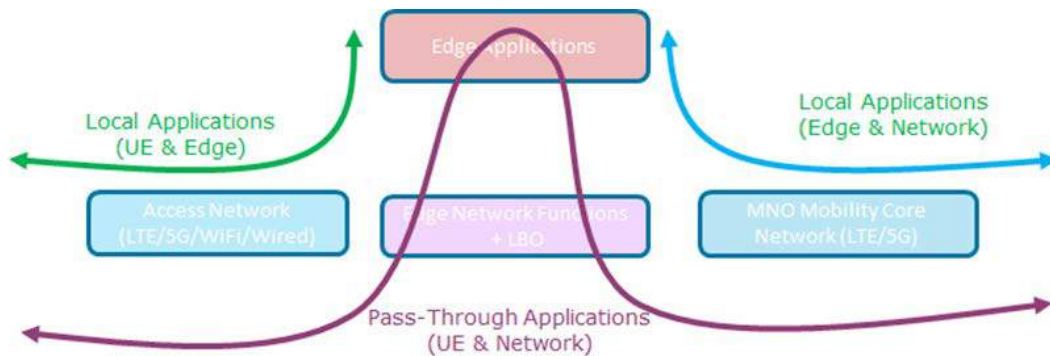 Edge Applications
Local Applications
(UE & Edge)
Local Applications
(Edge & Network)
Access Network
(LTE/5G/WiFi/Wired)
Edge Network Functions
+ LBO
MNO Mobility Core
Network (LTE/5G)
Pass-Through Applications
(UE & Network)